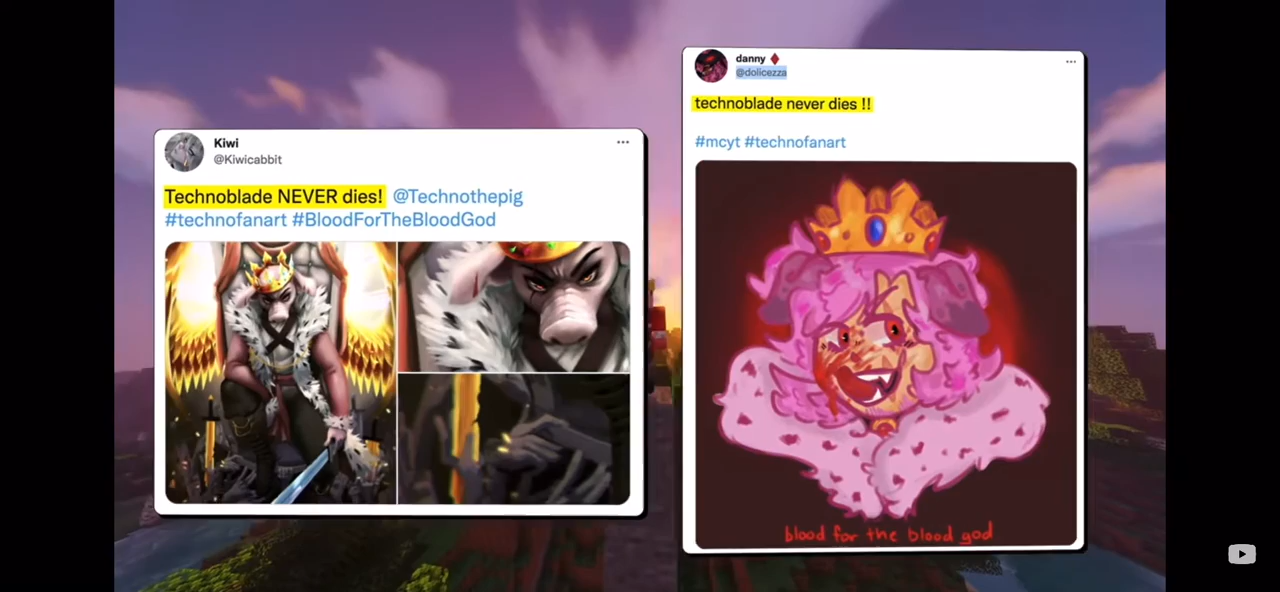 Kiwi
@Kiwicabbit
Technoblade NEVER dies! @Technothepig
#technofanart #BloodForTheBloodGod
danny
@dolicezza
technoblade never dies !!
#mcyt #technofanart
blood for the blood god